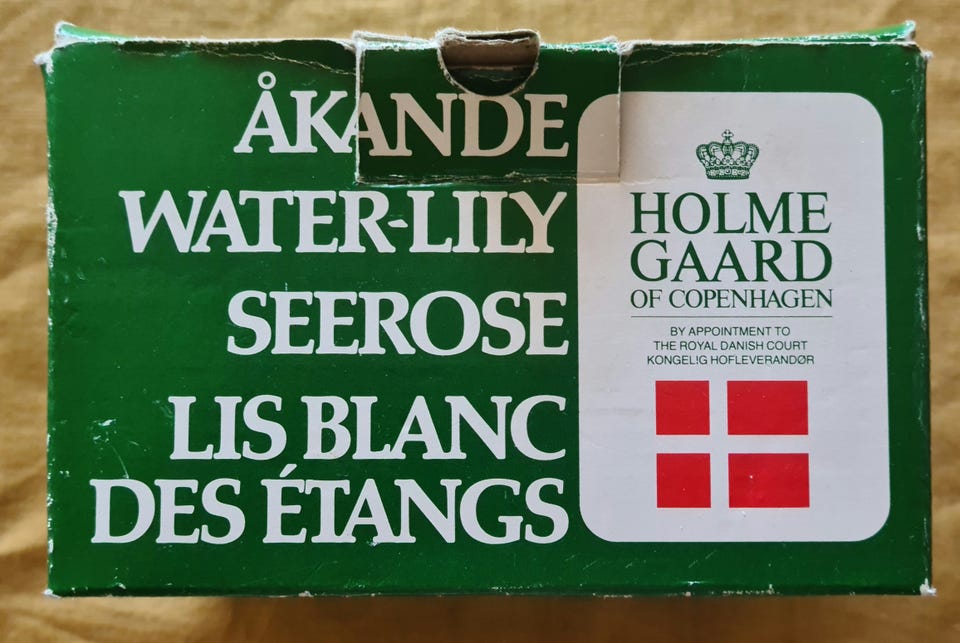 ÅKANDE
WATER-LILY
SEEROSE
LIS BLANC
DES ÉTANGS
HOLME
GAARD
OF COPENHAGEN
BY APPOINTMENT TO
THE ROYAL DANISH COURT
KONGELIG HOFLEVERANDØR